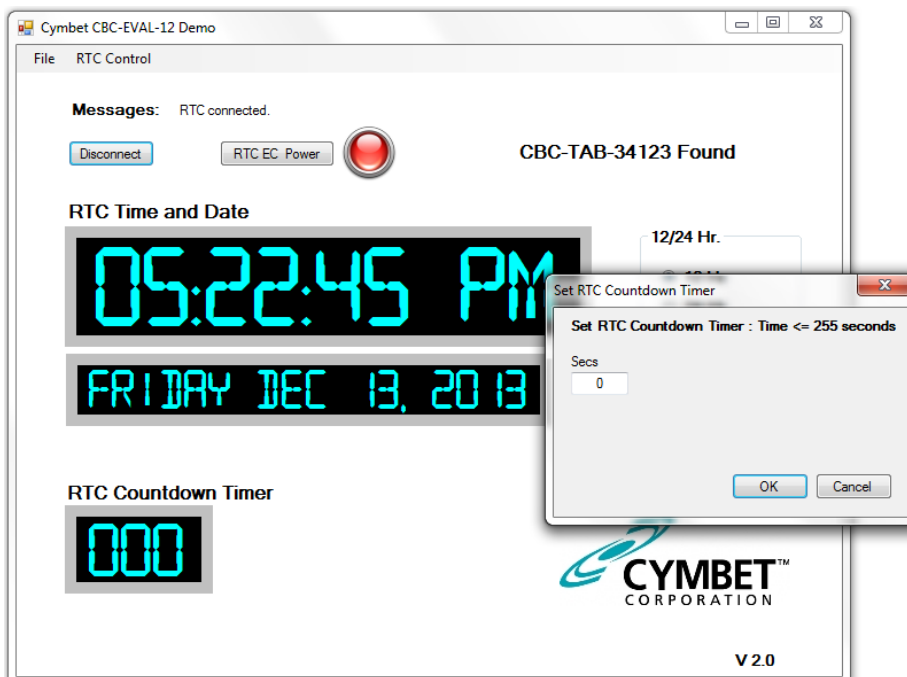 Cymbet CBC-EVAL-12 Demo
File RTC Control
Messages: RTC connected.
Disconnect
RTC EC Power
CBC-TAB-34123 Found
RTC Time and Date
05:22:45 PM
FRIDAY DEC 13, 2013
12/24 Hr.
Set RTC Countdown Timer
Set RTC Countdown Timer : Time <= 255 seconds
Secs
0
OK
Cancel
RTC Countdown Timer
000
CYMBET™
CORPORATION
V 2.0